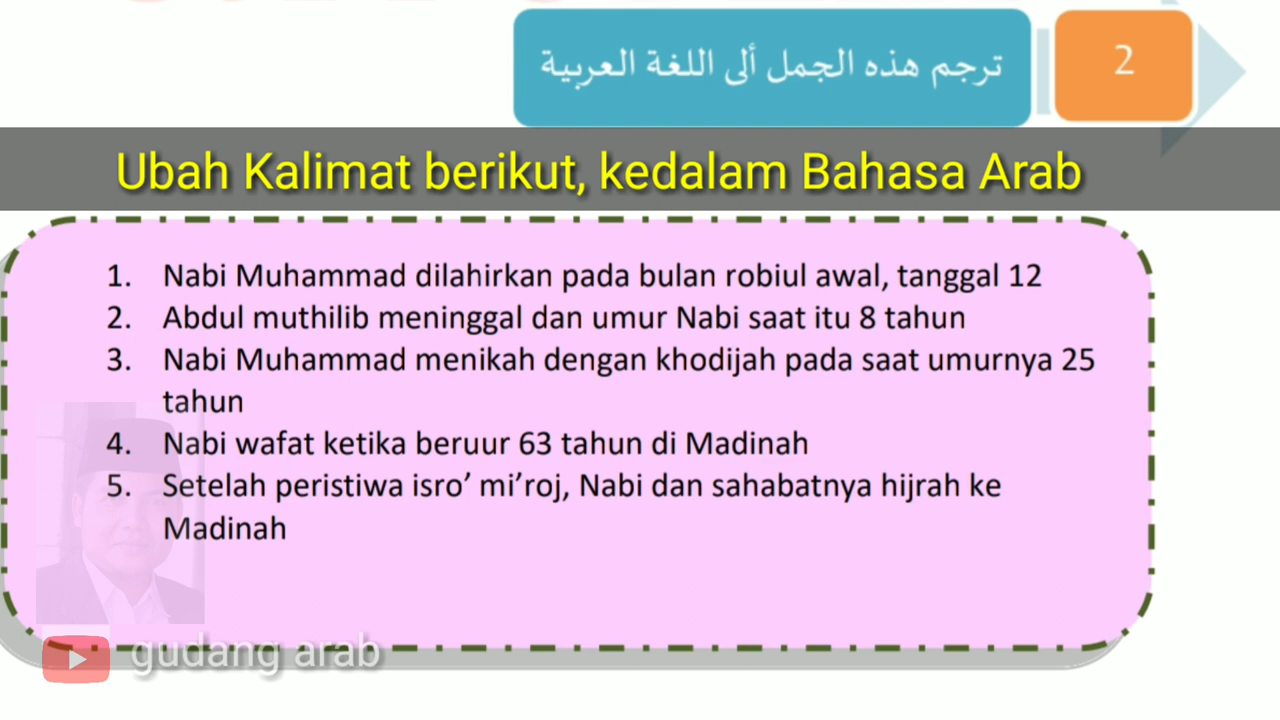 2
ترجم هذه الجمل ألى اللغة العربية
Ubah Kalimat berikut, kedalam Bahasa Arab
1. Nabi Muhammad dilahirkan pada bulan robiul awal, tanggal 12
2. Abdul muthilib meninggal dan umur Nabi saat itu 8 tahun
3. Nabi Muhammad menikah dengan khodijah pada saat umurnya 25
tahun
4. Nabi wafat ketika beruur 63 tahun di Madinah
5. Setelah peristiwa isro’ mi’roj, Nabi dan sahabatnya hijrah ke
Madinah
gudang arab